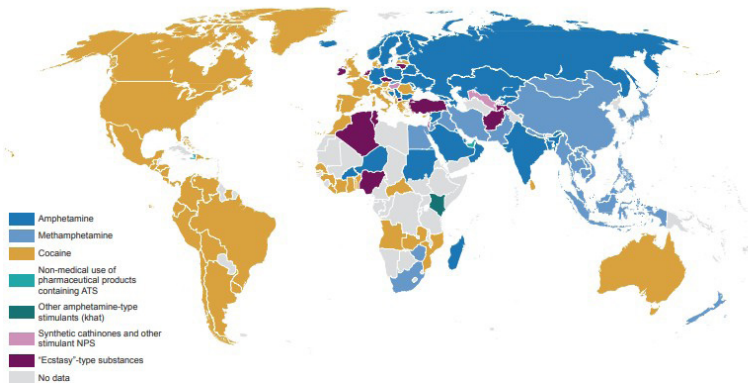 Amphetamine
Methamphetamine
Cocaine
Non-medical use of
pharmaceutical products
containing ATS
Other amphetamine-type
stimulants (khat)
Synthetic cathinones and other
stimulant NPS
“Ecstasy”-type substances
No data